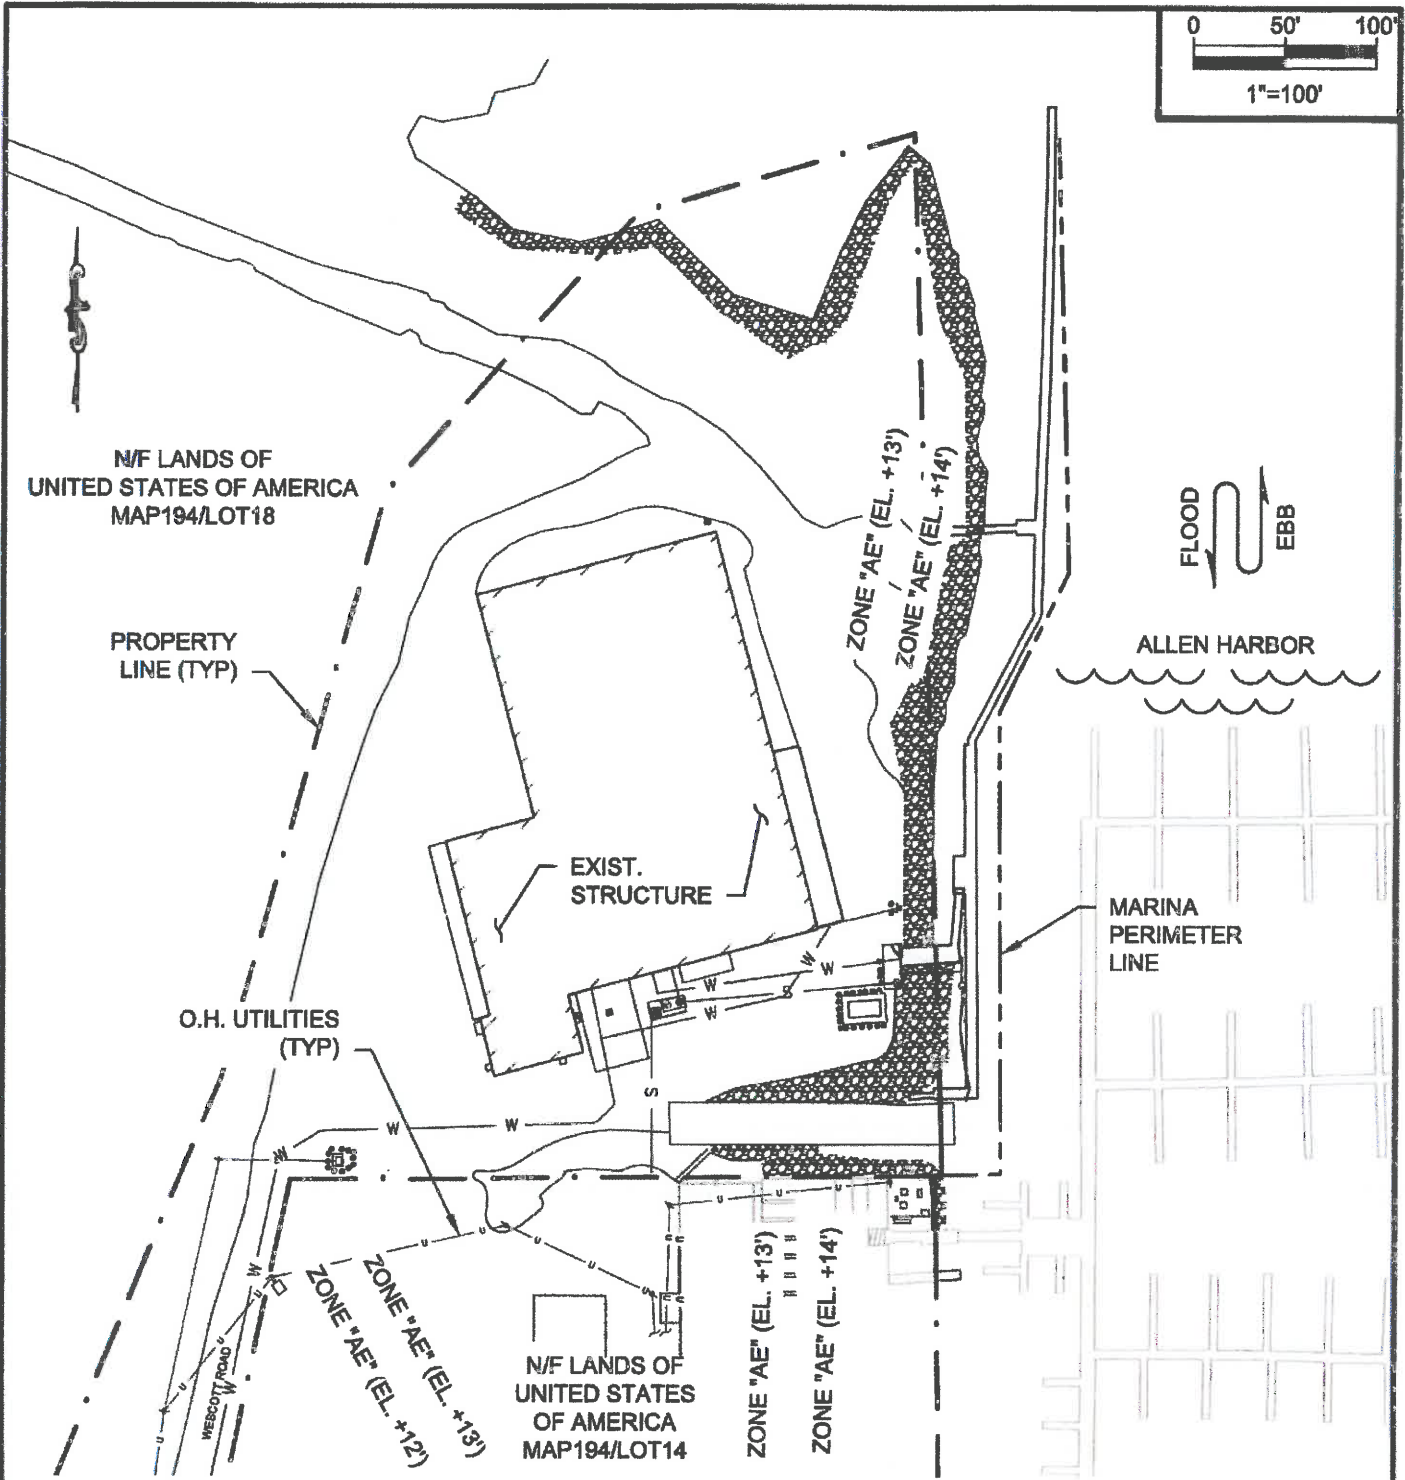 0 50' 100'
1"=100'
N/F LANDS OF
UNITED STATES OF AMERICA
MAP194/LOT18
ZONE "AE" (EL. +13')
ZONE "AE" (EL. +14')
FLOOD
EBB
PROPERTY
LINE (TYP)
ALLEN HARBOR
EXIST.
STRUCTURE
MARINA
PERIMETER
LINE
W
W
W
W
S
O.H. UTILITIES
(TYP)
S
W
W
W
W
W
U
U
U
U
U
U
U
U
U
U
U
U
WESCOTT ROAD
ZONE "AE" (EL. +12')
ZONE "AE" (EL. +13')
N/F LANDS OF
UNITED STATES
OF AMERICA
MAP194/LOT14
ZONE "AE" (EL. +13')
ZONE "AE" (EL. +14')